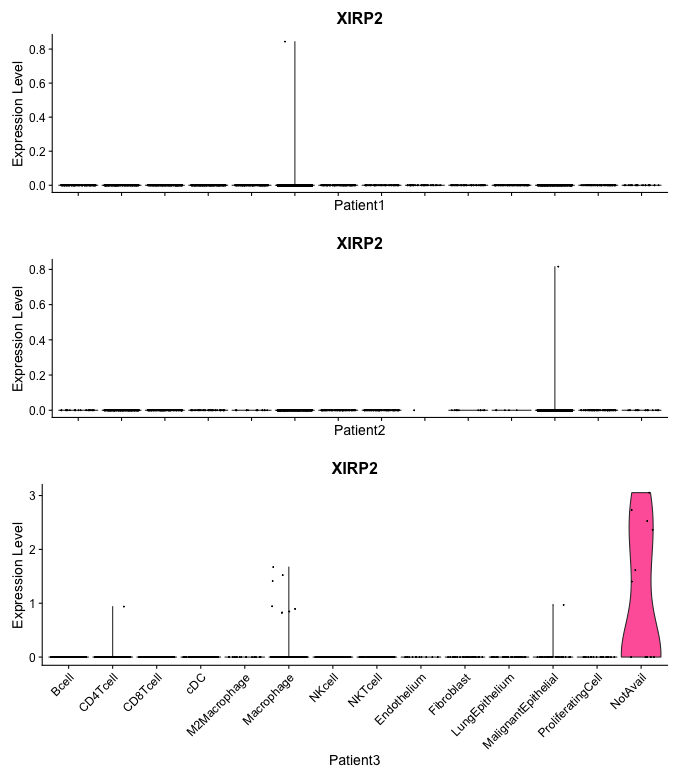 XIRP2
Expression Level
0.8
0.6
0.4
0.2
0.0
Patient1
XIRP2
Expression Level
0.8
0.6
0.4
0.2
0.0
Patient2
XIRP2
Expression Level
3
2
1
0
Bcell
CD4Tcell
CD8Tcell
cDC
M2Macrophage
Macrophage
NKcell
NKTcell
Endothelium
Fibroblast
LungEpithelium
MalignantEpithelial
ProliferatingCell
NotAvail
Patient3